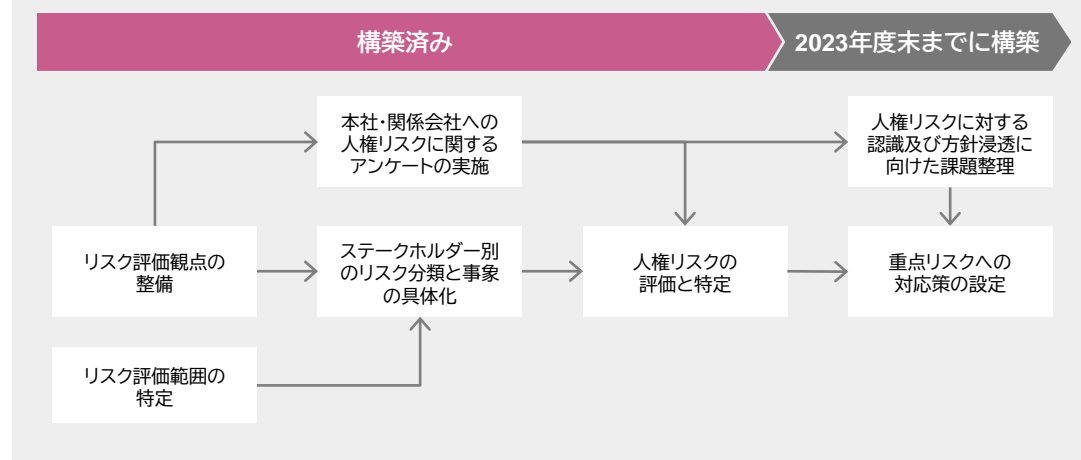 構築済み
2023年度末までに構築
本社・関係会社への
人権リスクに関する
アンケートの実施
人権リスクに対する
認識及び方針浸透に
向けた課題整理
リスク評価観点の
整備
ステークホルダー別
のリスク分類と事象
の具体化
人権リスクの
評価と特定
重点リスクへの
対応策の設定
リスク評価範囲の
特定